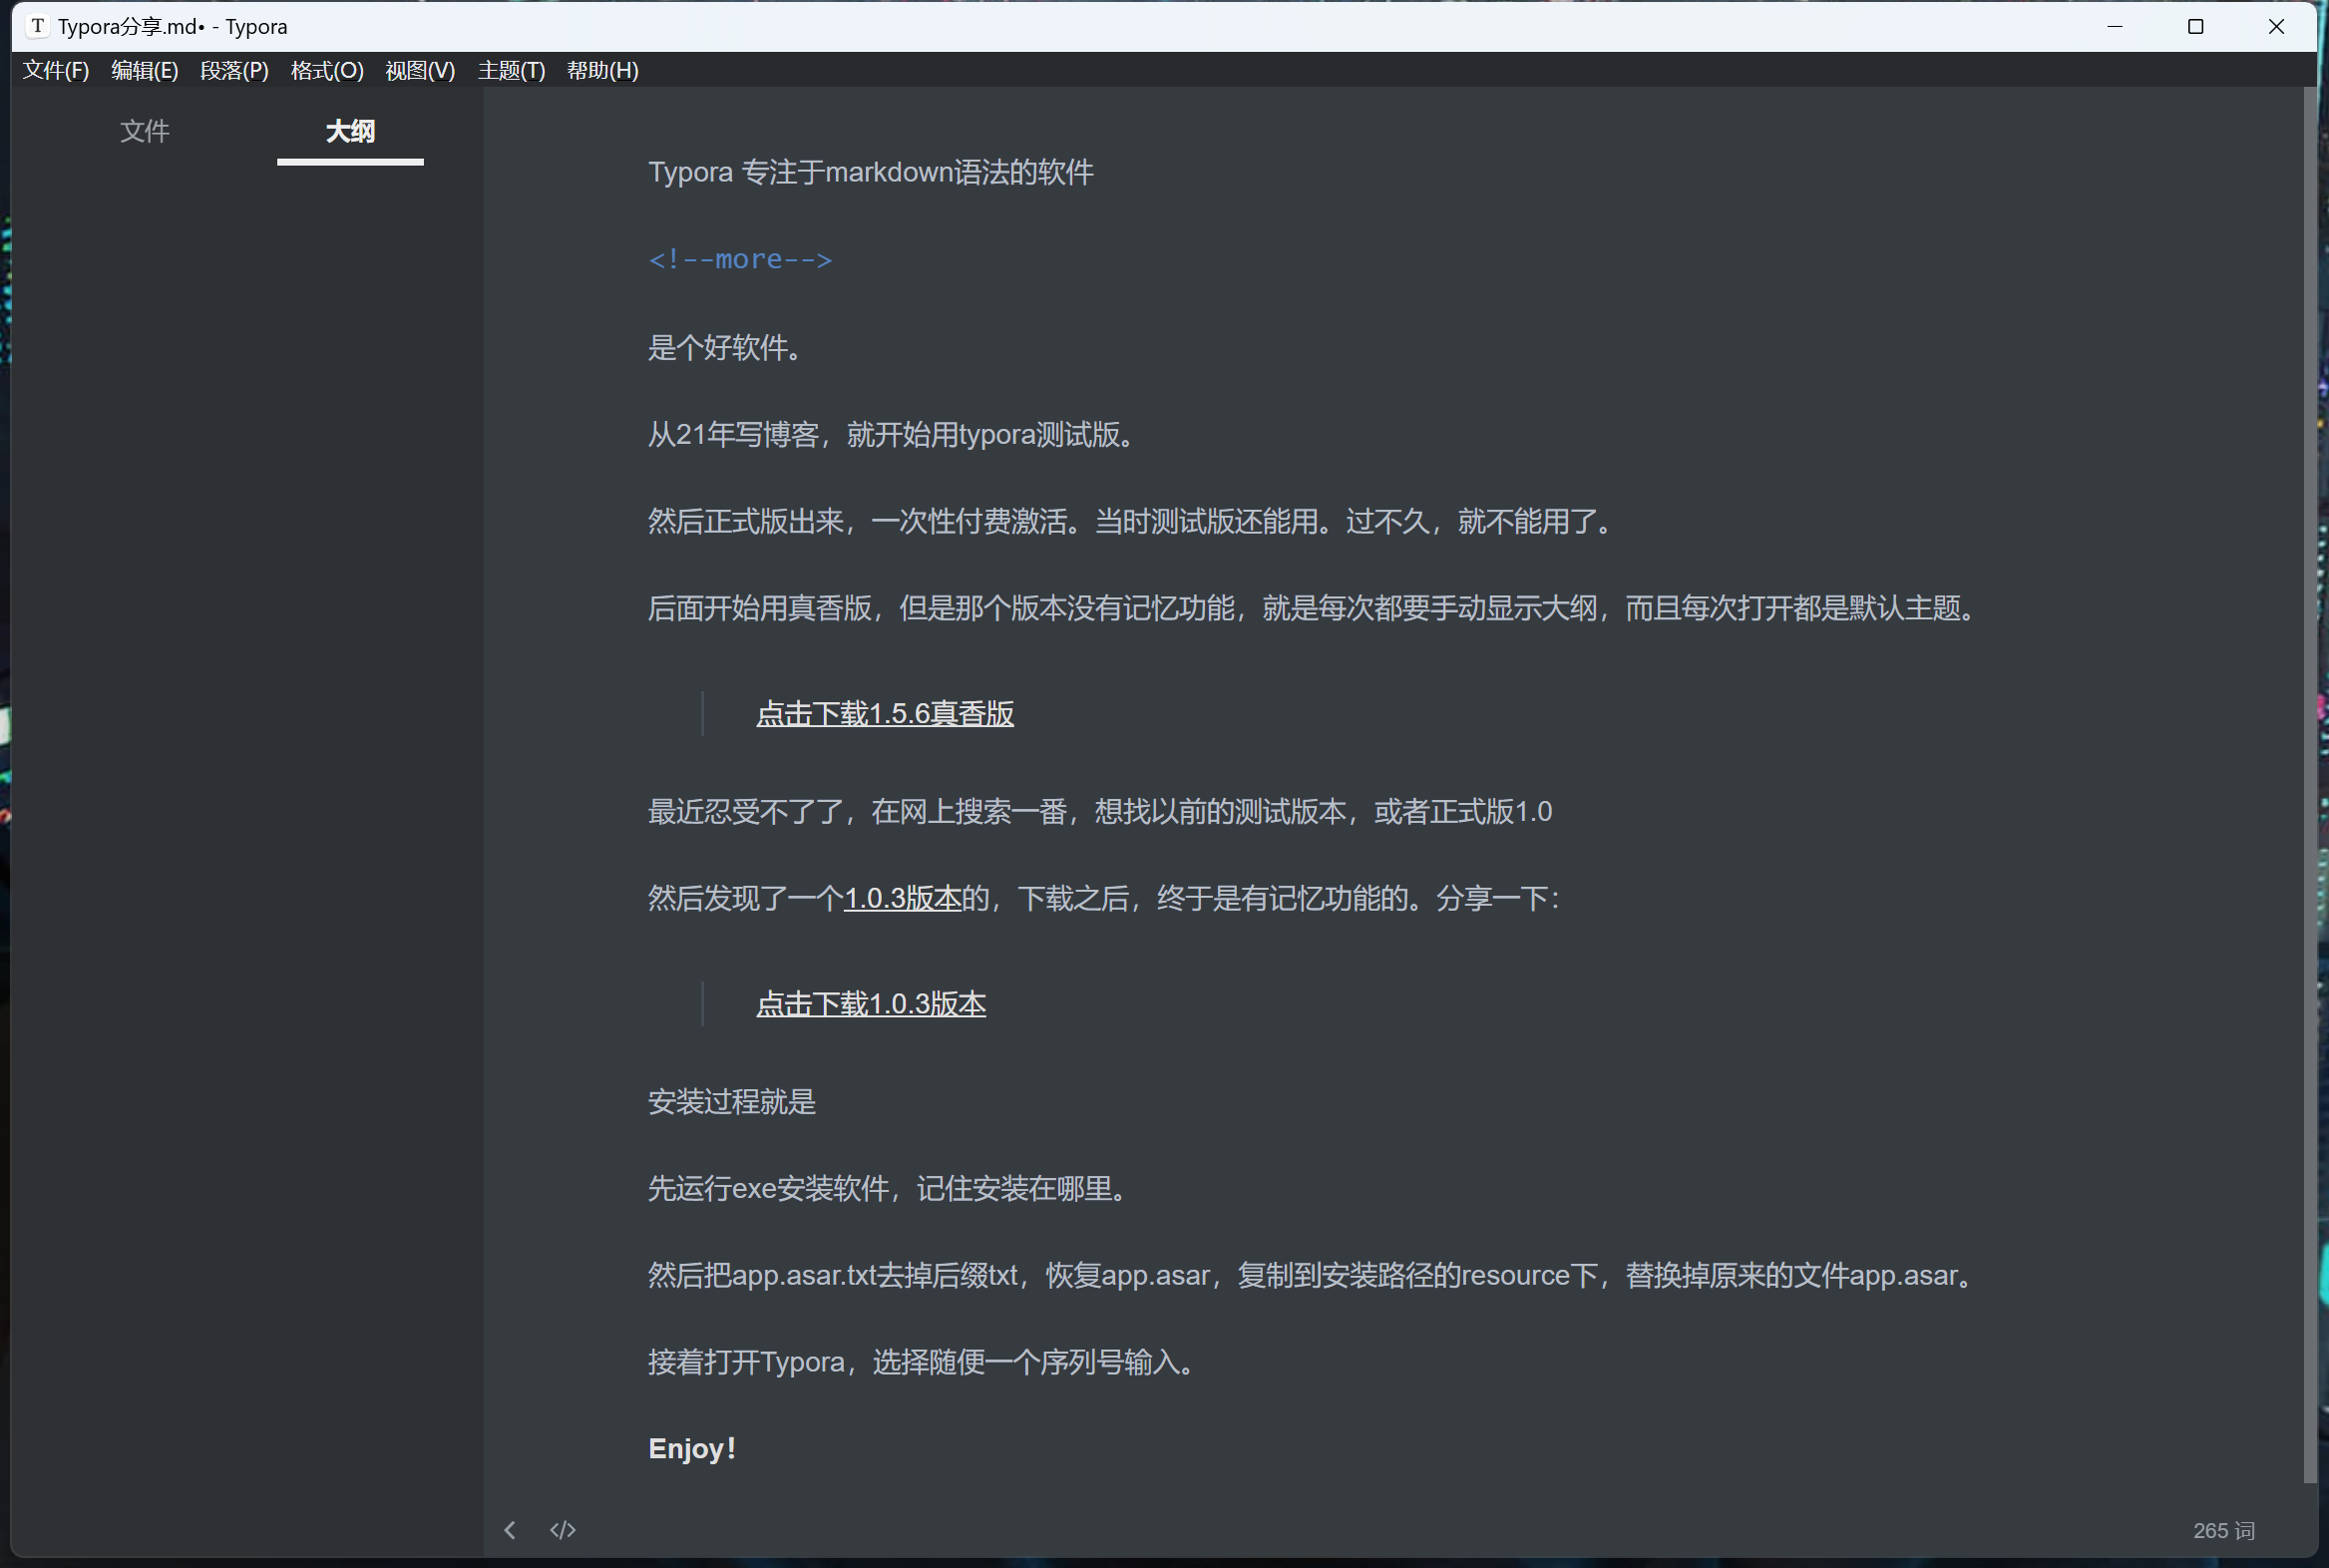 Typora分享.md• - Typora
文件(F) 编辑(E) 段落(P) 格式(O) 视图(V) 主题(T) 帮助(H)
文件 大纲
Typora 专注于markdown语法的软件
<!--more-->
是个好软件。
从21年写博客，就开始用typora测试版。
然后正式版出来，一次性付费激活。当时测试版还能用。过不久，就不能用了。
后面开始用真香版，但是那个版本没有记忆功能，就是每次都要手动显示大纲，而且每次打开都是默认主题。
点击下载1.5.6真香版
最近忍受不了了，在网上搜索一番，想找以前的测试版本，或者正式版1.0
然后发现了一个1.0.3版本的，下载之后，终于是有记忆功能的。分享一下：
点击下载1.0.3版本
安装过程就是
先运行exe安装软件，记住安装在哪里。
然后把app.asar.txt去掉后缀txt，恢复app.asar，复制到安装路径的resource下，替换掉原来的文件app.asar。
接着打开Typora，选择随便一个序列号输入。
Enjoy！
265 词